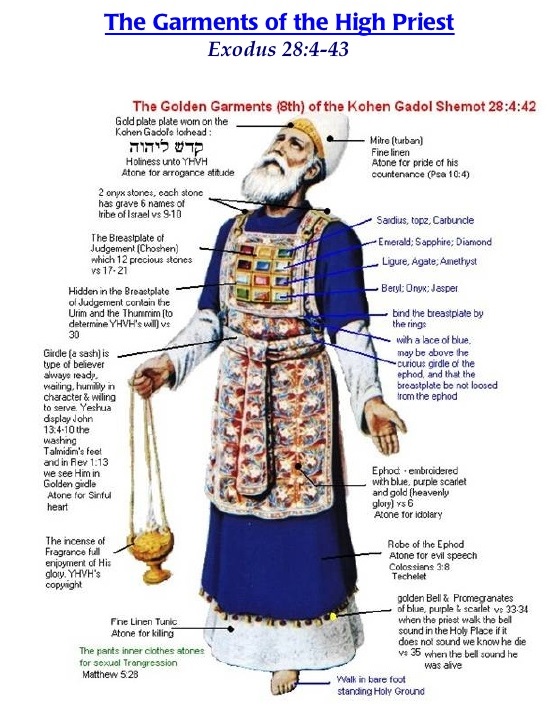 The Garments of the High Priest
Exodus 28:4-43
The Golden Garments (8th) of the Kohen Gadol Shemot 28:4:42
Gold plate plate worn on the
Kohen Gadol's forhead :
קדש ליהוה
Holiness unto YHVH
Atone for arrogance atitude
Mitre (turban)
Fine linen
Atone for pride of his
countenance (Psa 10:4)
2 onyx stones, each stone
has grave 6 names of
tribe of Israel vs 9-10
The Breastplate of
Judgement (Choshen)
which 12 precious stones
vs 17-21
Hidden in the Breastplate
of Judgement contain the
Urim and the Thummim (to
determine YHVH's will) vs
30
Girdle (a sash) is
type of believer
always ready,
waiting, humility in
character & willing
to serve. Yeshua
display John
13:4-10 the
washing
Talmidim's feet
and in Rev 1:13
we see Him in
Golden girdle
Atone for Sinful
heart
The incense of
Fragrance full
enjoyment of His
glory. YHVH's
copyright
Fine Linen Tunic
Atone for killing
The pants inner clothes atones
for sexual Trangression
Matthew 5:28
Sardius, topz, Carbuncle
Emerald; Sapphire; Diamond
Ligure, Agate; Amethyst
Beryl; Onyx; Jasper
bind the breastplate by
the rings
with a lace of blue,
may be above the
curious girdle of the
ephod, and that the
breastplate be not loosed
from the ephod
Ephod: - embroidered
with blue, purple scarlet
and gold (heavenly
glory) vs 6
Atone for idolary
Robe of the Ephod
Atone for evil speech
Colossians 3:8
Techelet
golden Bell & Promegranates
of blue, purple & scarlet vs 33-34
when the priest walk the bell
sound in the Holy Place if it
does not sound we know he die
vs 35 when the bell sound he
was alive
Walk in bare foot
standing Holy Ground